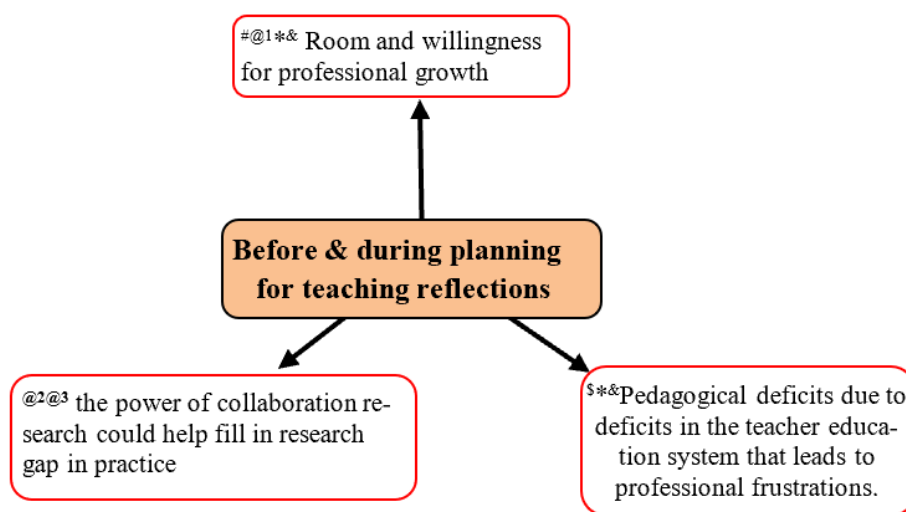 #@1*& Room and willingness
for professional growth
Before & during planning
for teaching reflections
@2@3 the power of collaboration re-
search could help fill in research
gap in practice
$*&Pedagogical deficits due to
deficits in the teacher educa-
tion system that leads to
professional frustrations.